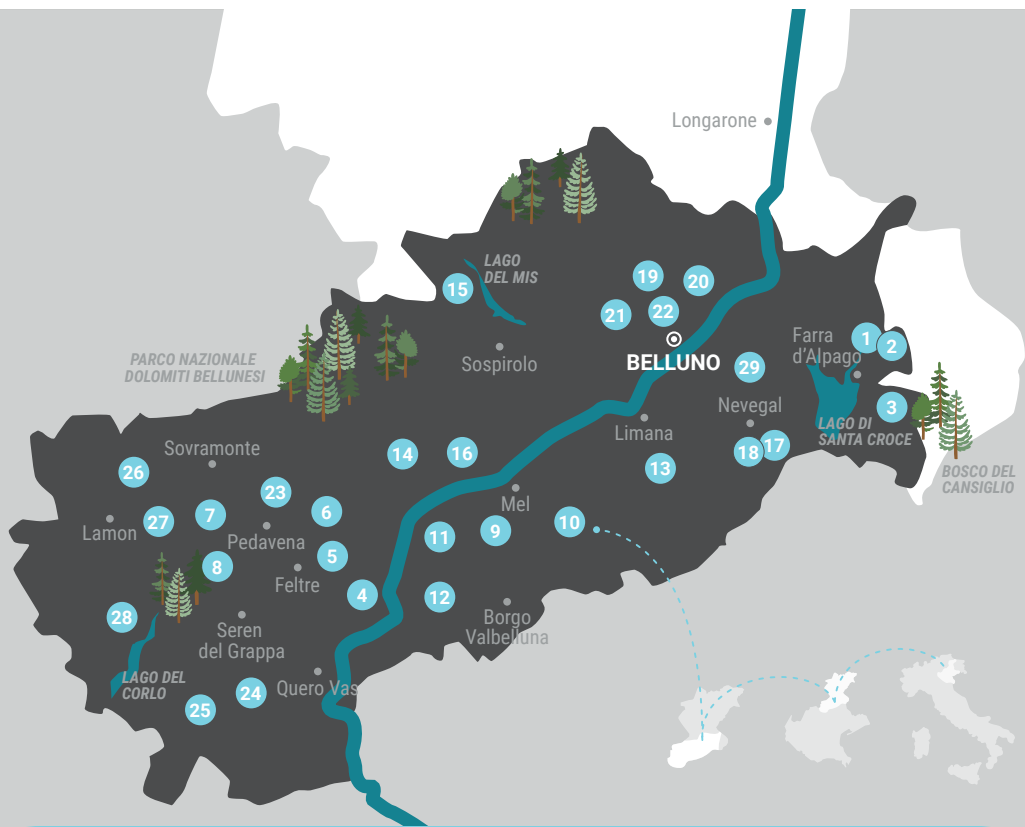 Longarone
LAGO
DEL MIS
15
19
20
21
22
Farra
d'Alpago
1
2
PARCO NAZIONALE
DOLOMITI BELLUNESI
Sospirolo
BELLUNO
29
3
Nevegal
LAGO DI
SANTA CROCE
Limana
BOSCO DEL
CANSIGLIO
Sovramonte
14
16
18
17
13
26
23
Mel
27
7
6
Lamon
Pedavena
11
9
10
5
8
Feltre
4
12
28
Seren
del Grappa
Borgo
Valbelluna
LAGO DEL
CORLO
24
Quero Vas
25